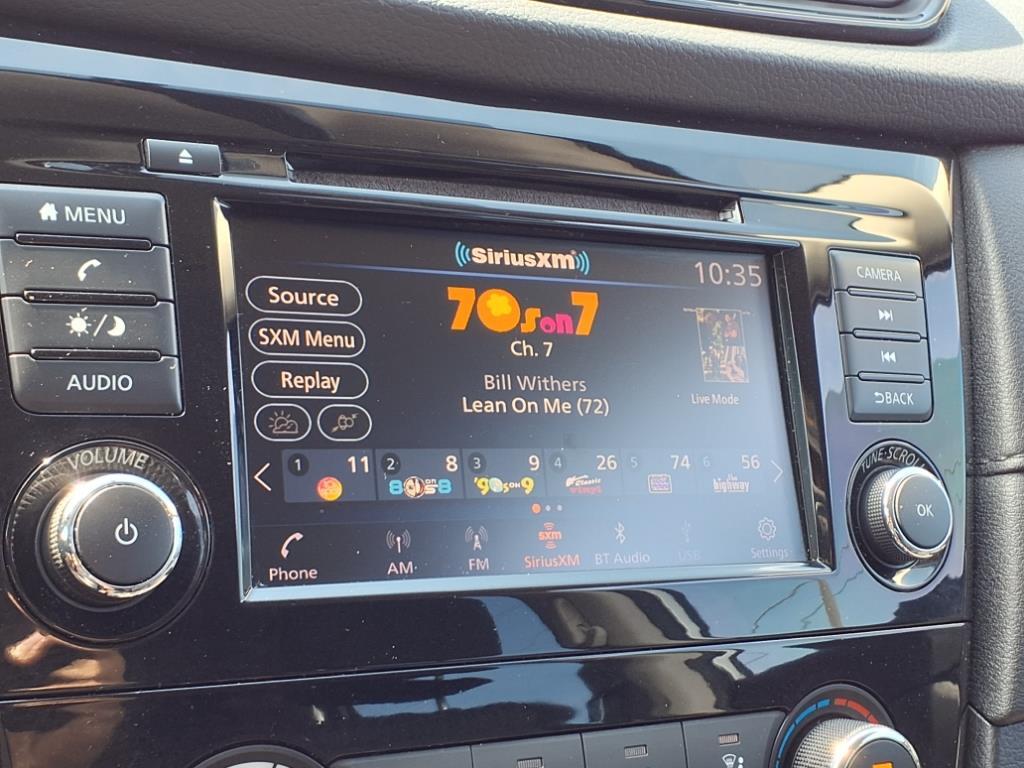 MENU
AUDIO
VOLUME
SiriusXM
10:35
Source
SXM Menu
Replay
70s on 7
Ch. 7
Bill Withers
Lean On Me (72)
Live Mode
1 11
2 8
80s on 8
3 9
'90s on 9
4 26
Classic vinyl
5 74
6 56
the highway
Phone
AM
FM
sxm
SiriusXM
BT Audio
USB
Settings
CAMERA
BACK
TUNE·SCROLL
OK